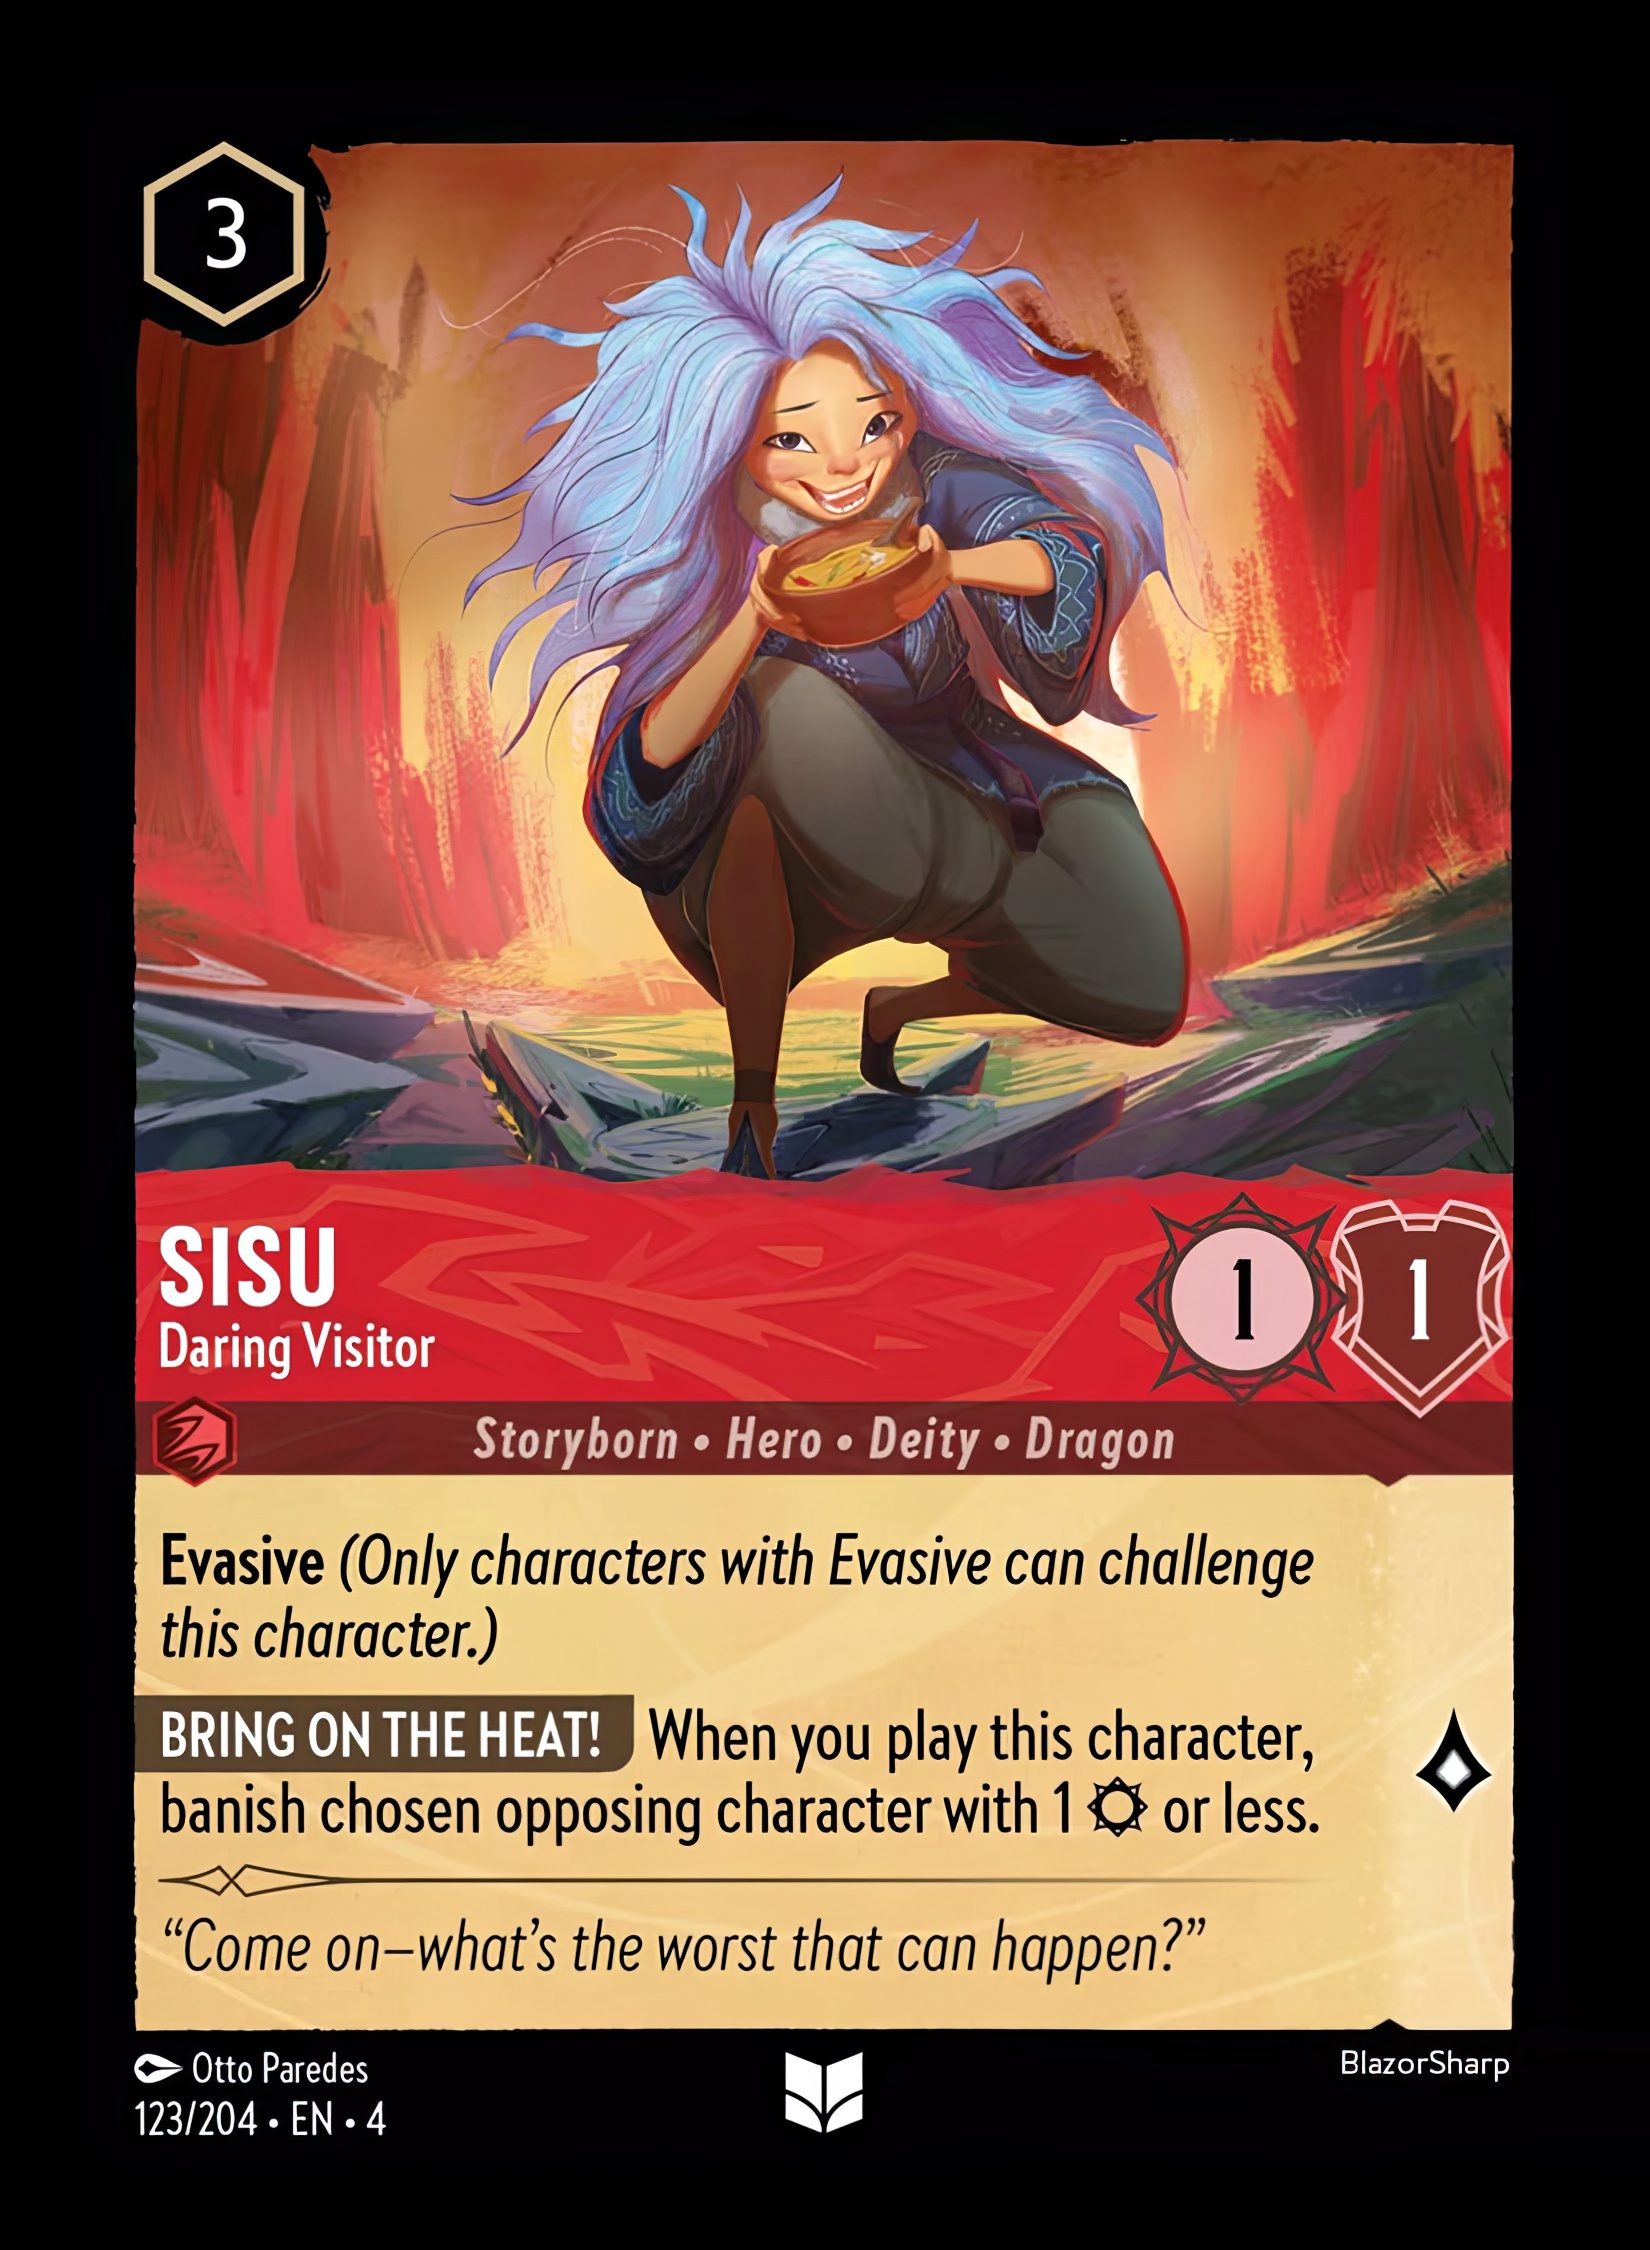 3
SISU
Daring Visitor
1
1
Storyborn • Hero • Deity • Dragon
Evasive (Only characters with Evasive can challenge
this character.)
BRING ON THE HEAT! When you play this character,
banish chosen opposing character with 1 or less.
“Come on—what’s the worst that can happen?”
Otto Paredes
BlazorSharp
123/204 • EN • 4